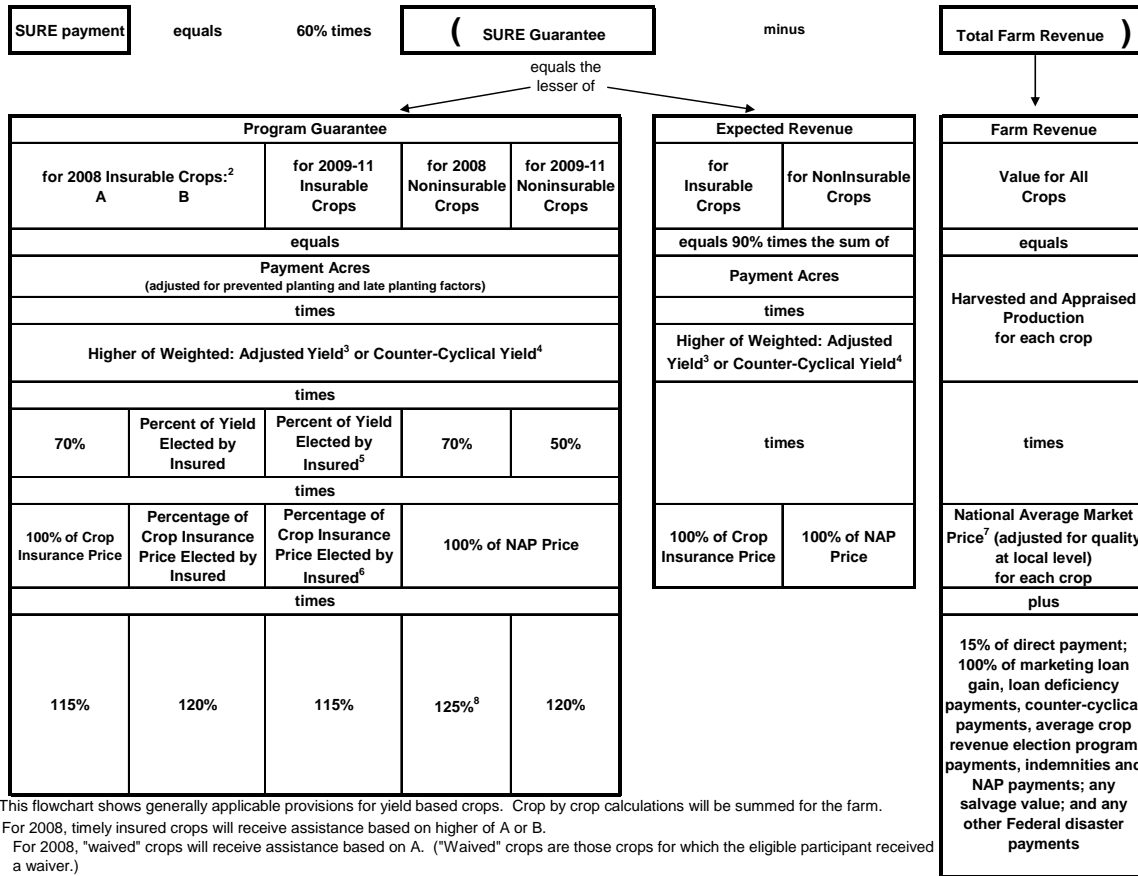 SURE payment equals 60% times ( SURE Guarantee minus Total Farm Revenue )
equals the
lesser of
Program Guarantee
for 2008 Insurable Crops:2
A B
for 2009-11
Insurable
Crops
for 2008
Noninsurable
Crops
for 2009-11
Noninsurable
Crops
equals
Payment Acres
(adjusted for prevented planting and late planting factors)
times
Higher of Weighted: Adjusted Yield3 or Counter-Cyclical Yield4
times
70%
Percent of Yield
Elected by
Insured
Percent of Yield
Elected by
Insured5
70%
50%
times
100% of Crop
Insurance Price
Percentage of
Crop Insurance
Price Elected by
Insured
Percentage of
Crop Insurance
Price Elected by
Insured6
100% of NAP Price
times
115%
120%
115%
125%8
120%
Expected Revenue
for
Insurable
Crops
for NonInsurable
Crops
equals 90% times the sum of
Payment Acres
times
Higher of Weighted: Adjusted
Yield3 or Counter-Cyclical Yield4
times
100% of Crop
Insurance Price
100% of NAP
Price
Farm Revenue
Value for All
Crops
equals
Harvested and Appraised
Production
for each crop
times
National Average Market
Price7 (adjusted for quality
at local level)
for each crop
plus
15% of direct payment;
100% of marketing loan
gain, loan deficiency
payments, counter-cyclica
payments, average crop
revenue election program
payments, indemnities and
NAP payments; any
salvage value; and any
other Federal disaster
payments
This flowchart shows generally applicable provisions for yield based crops. Crop by crop calculations will be summed for the farm.
For 2008, timely insured crops will receive assistance based on higher of A or B.
For 2008, "waived" crops will receive assistance based on A. ("Waived" crops are those crops for which the eligible participant received
a waiver.)